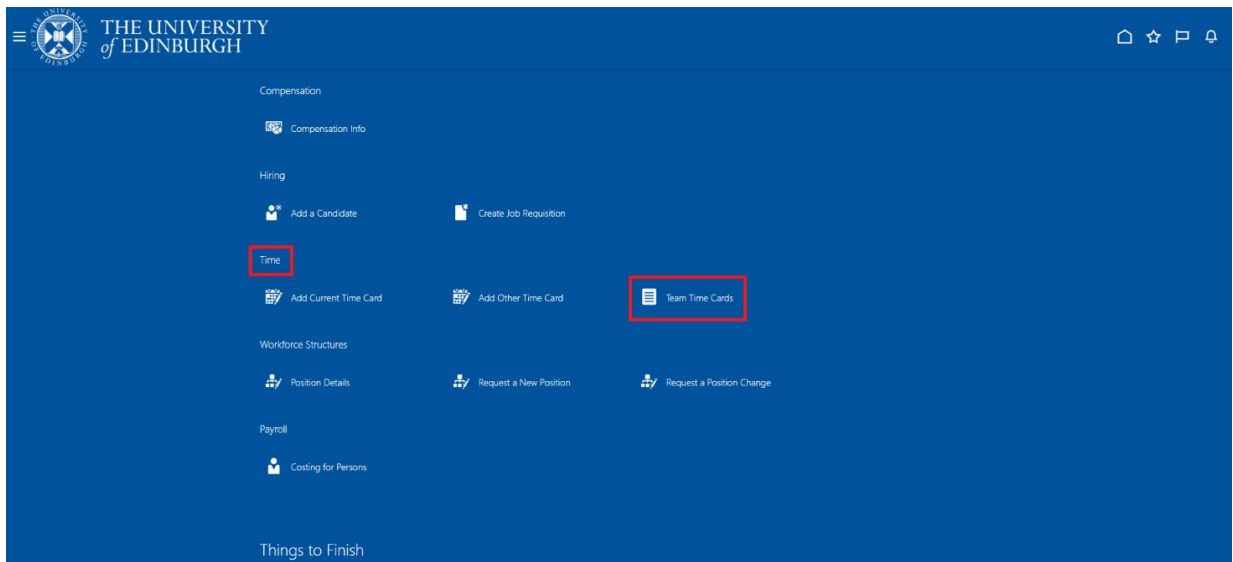 THE UNIVERSITY
of EDINBURGH
Compensation
Compensation Info
Hiring
Add a Candidate
Create Job Requisition
Time
Add Current Time Card
Add Other Time Card
Team Time Cards
Workforce Structures
Position Details
Request a New Position
Request a Position Change
Payroll
Costing for Persons
Things to Finish